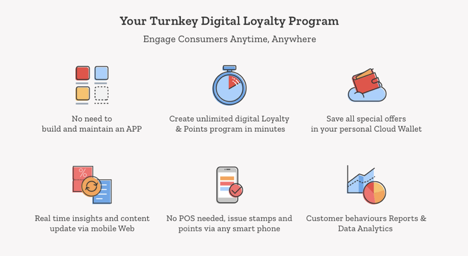 Your Turnkey Digital Loyalty Program
Engage Consumers Anytime, Anywhere
No need to
build and maintain an APP
Create unlimited digital Loyalty
& Points program in minutes
Save all special offers
in your personal Cloud Wallet
Real time insights and content
update via mobile Web
No POS needed, issue stamps and
points via any smart phone
Customer behaviours Reports &
Data Analytics